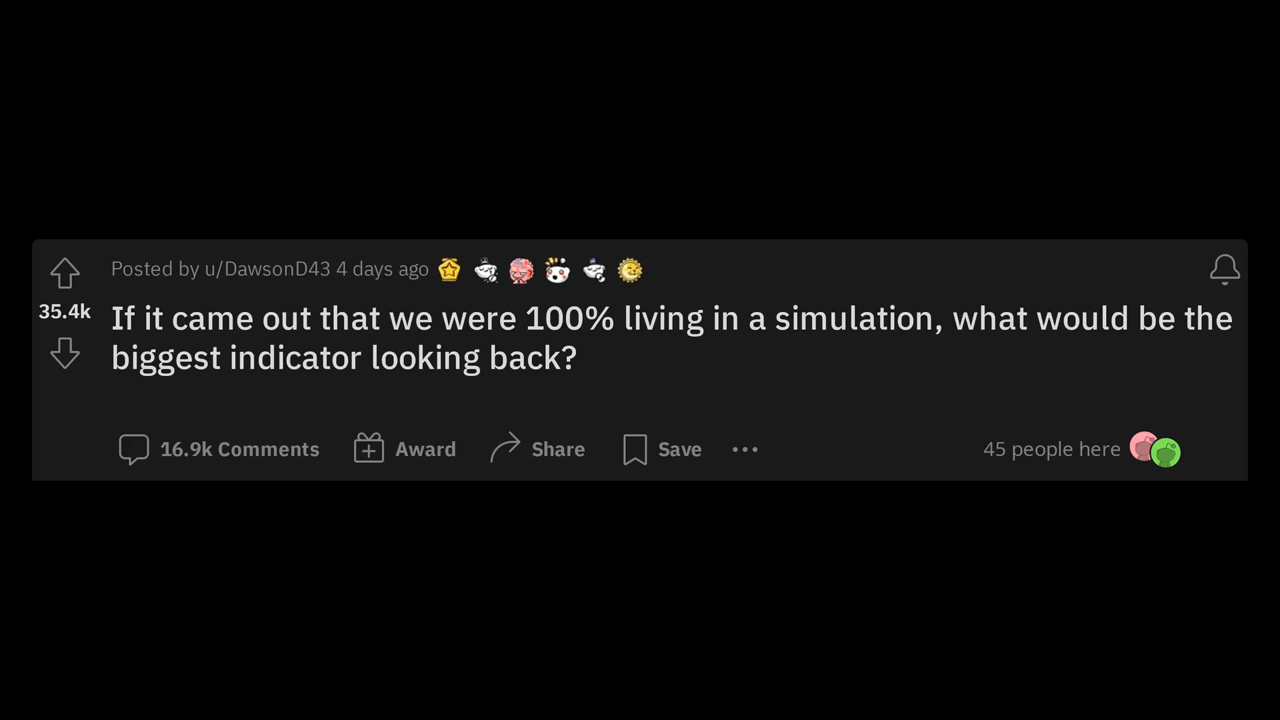 Posted by u/DawsonD43 4 days ago
35.4k
If it came out that we were 100% living in a simulation, what would be the
biggest indicator looking back?
16.9k Comments Award Share Save 45 people here